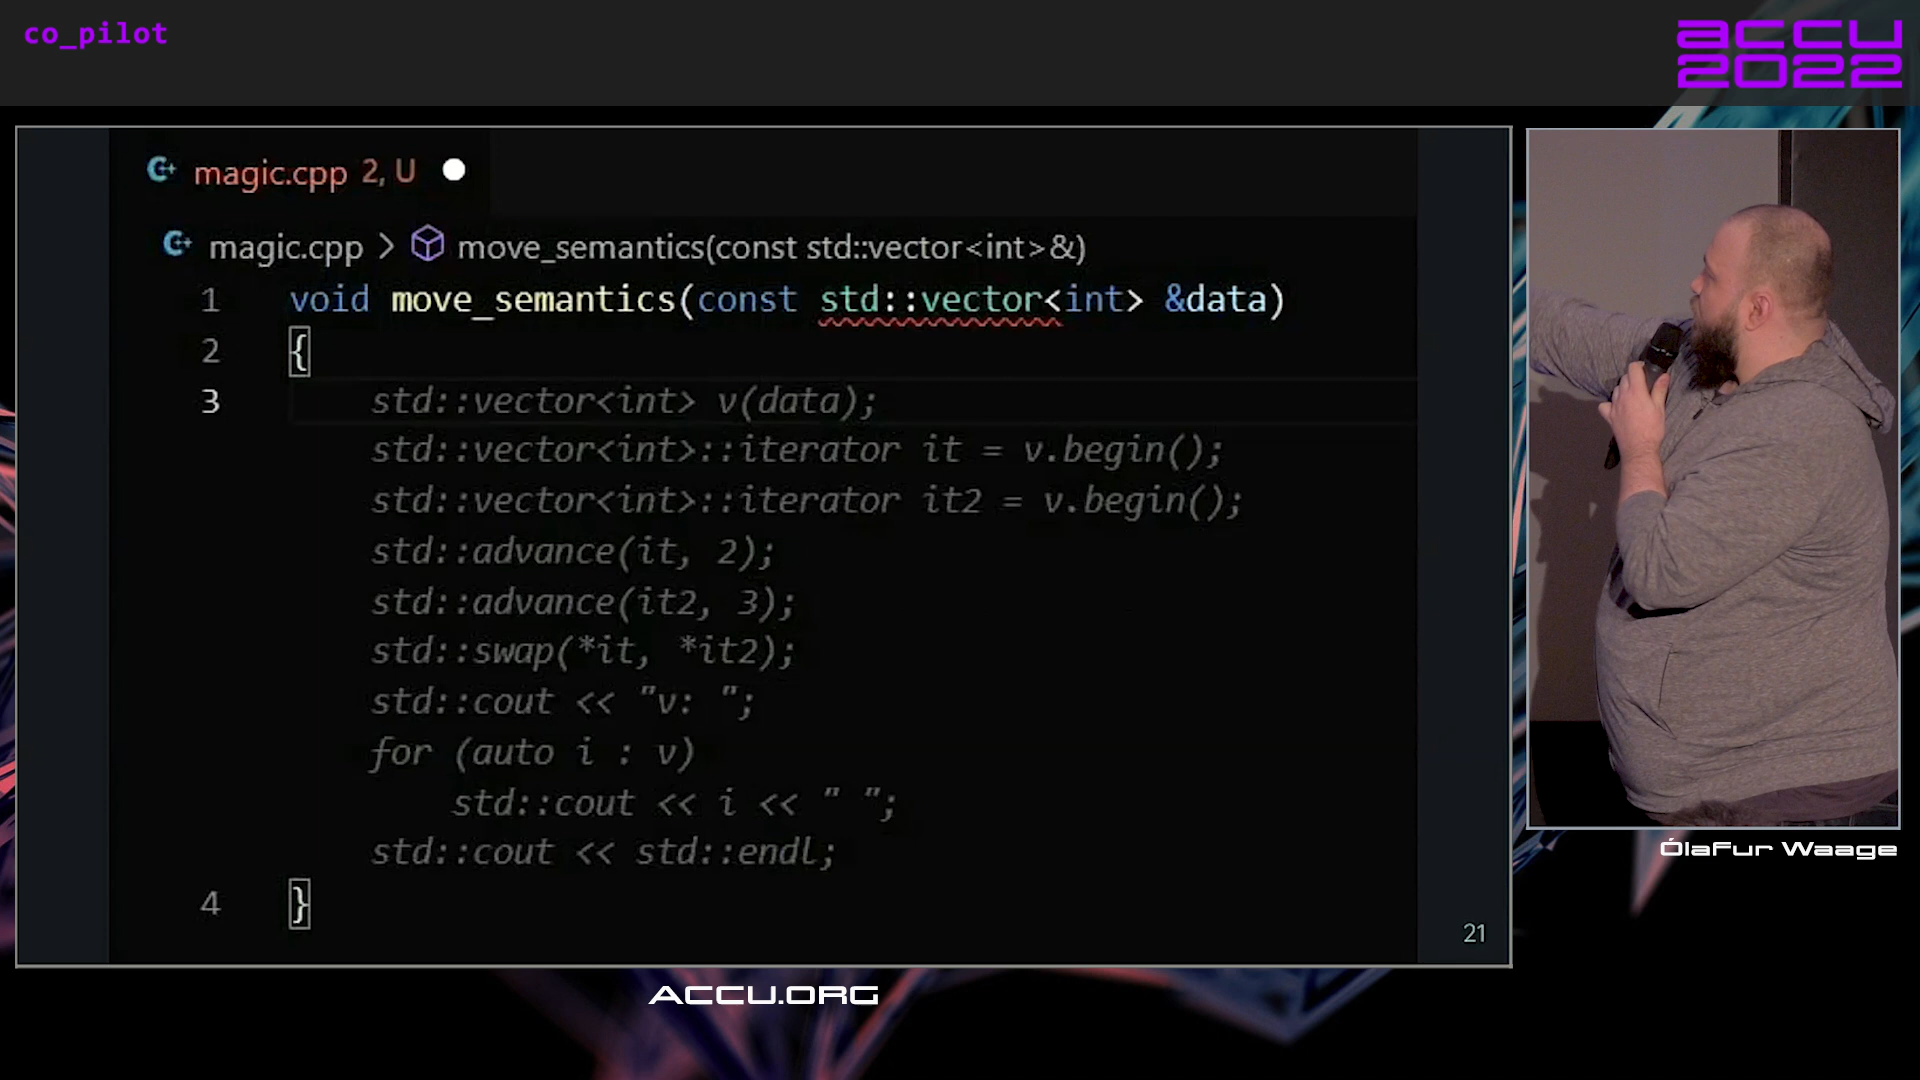 co_pilot
accu
2022
magic.cpp 2, U
magic.cpp > move_semantics(const std::vector<int>&)
1 void move_semantics(const std::vector<int> &data)
2 {
3 std::vector<int> v(data);
std::vector<int>::iterator it = v.begin();
std::vector<int>::iterator it2 = v.begin();
std::advance(it, 2);
std::advance(it2, 3);
std::swap(*it, *it2);
std::cout << "v: ";
for (auto i : v)
std::cout << i << " ";
std::cout << std::endl;
4 }
21
Ólafur Waage
ACCU.ORG